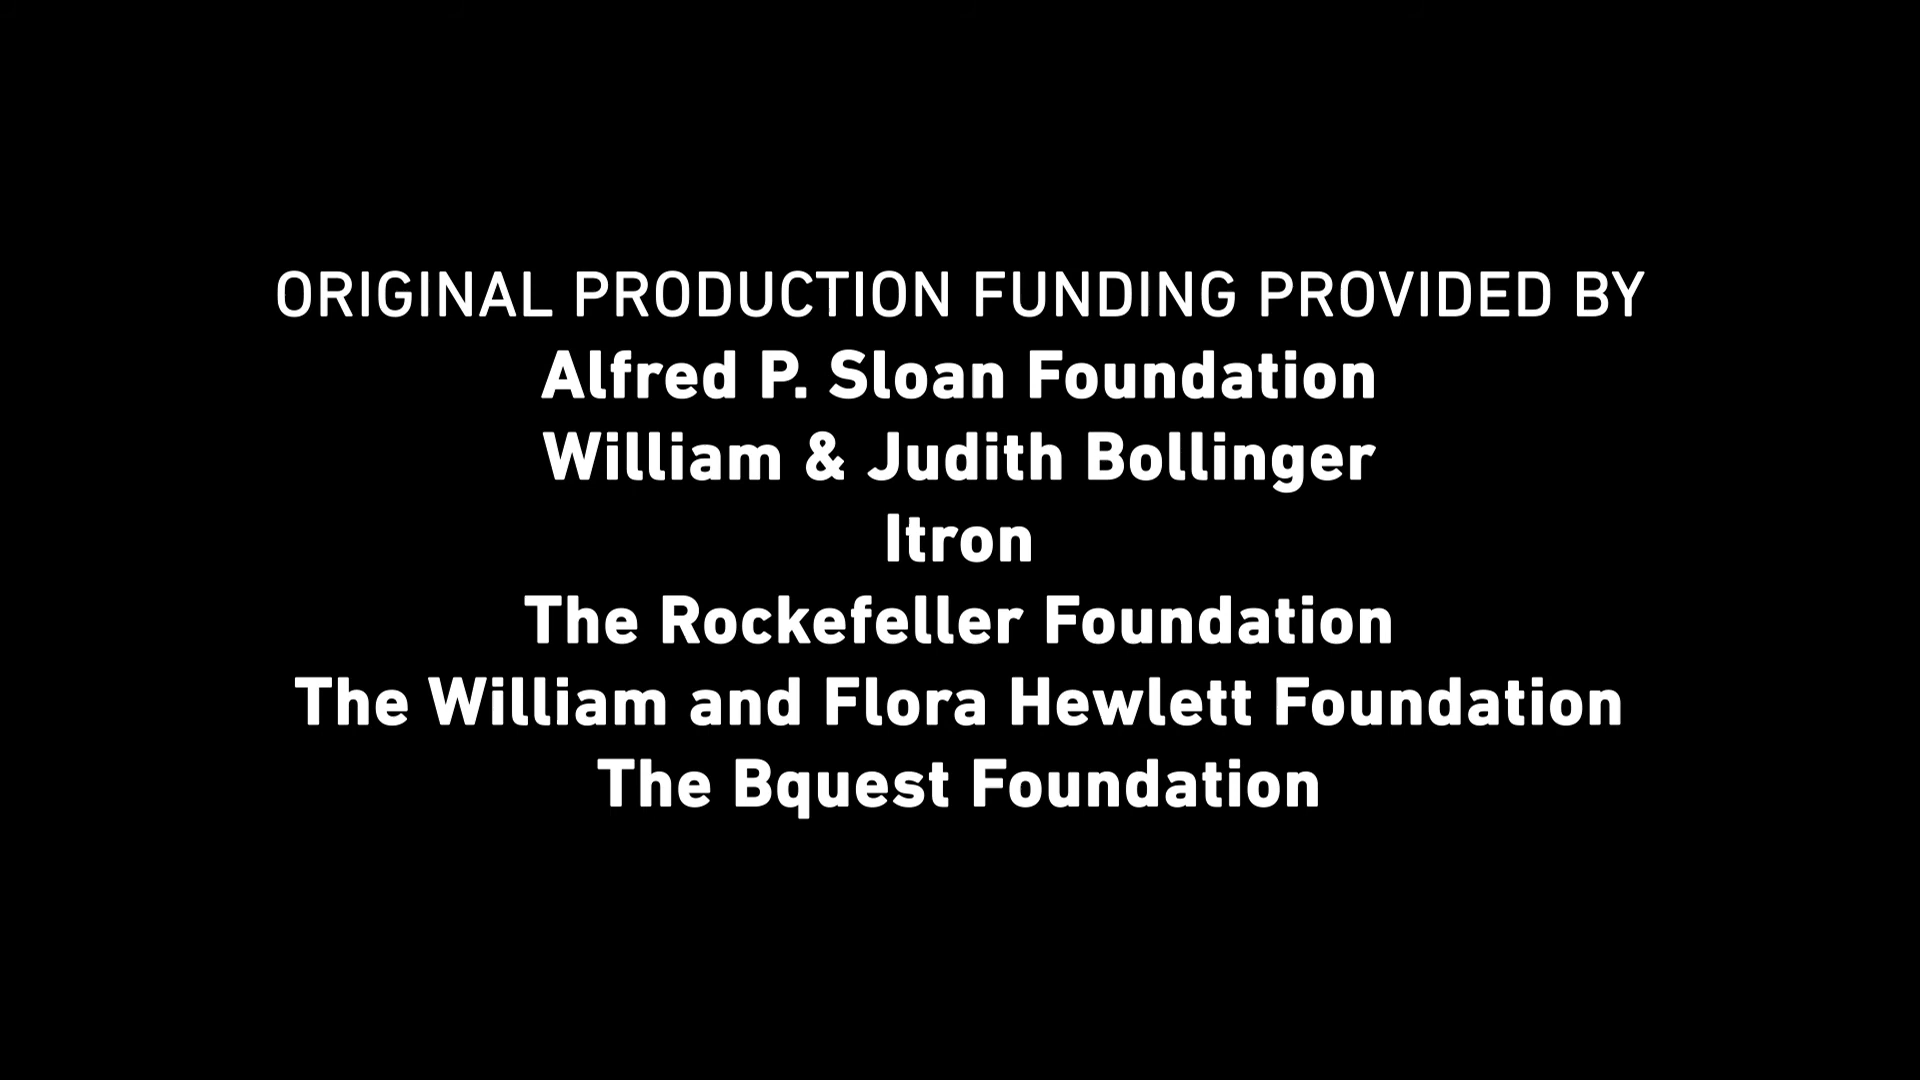 ORIGINAL PRODUCTION FUNDING PROVIDED BY
Alfred P. Sloan Foundation
William & Judith Bollinger
Itron
The Rockefeller Foundation
The William and Flora Hewlett Foundation
The Bquest Foundation